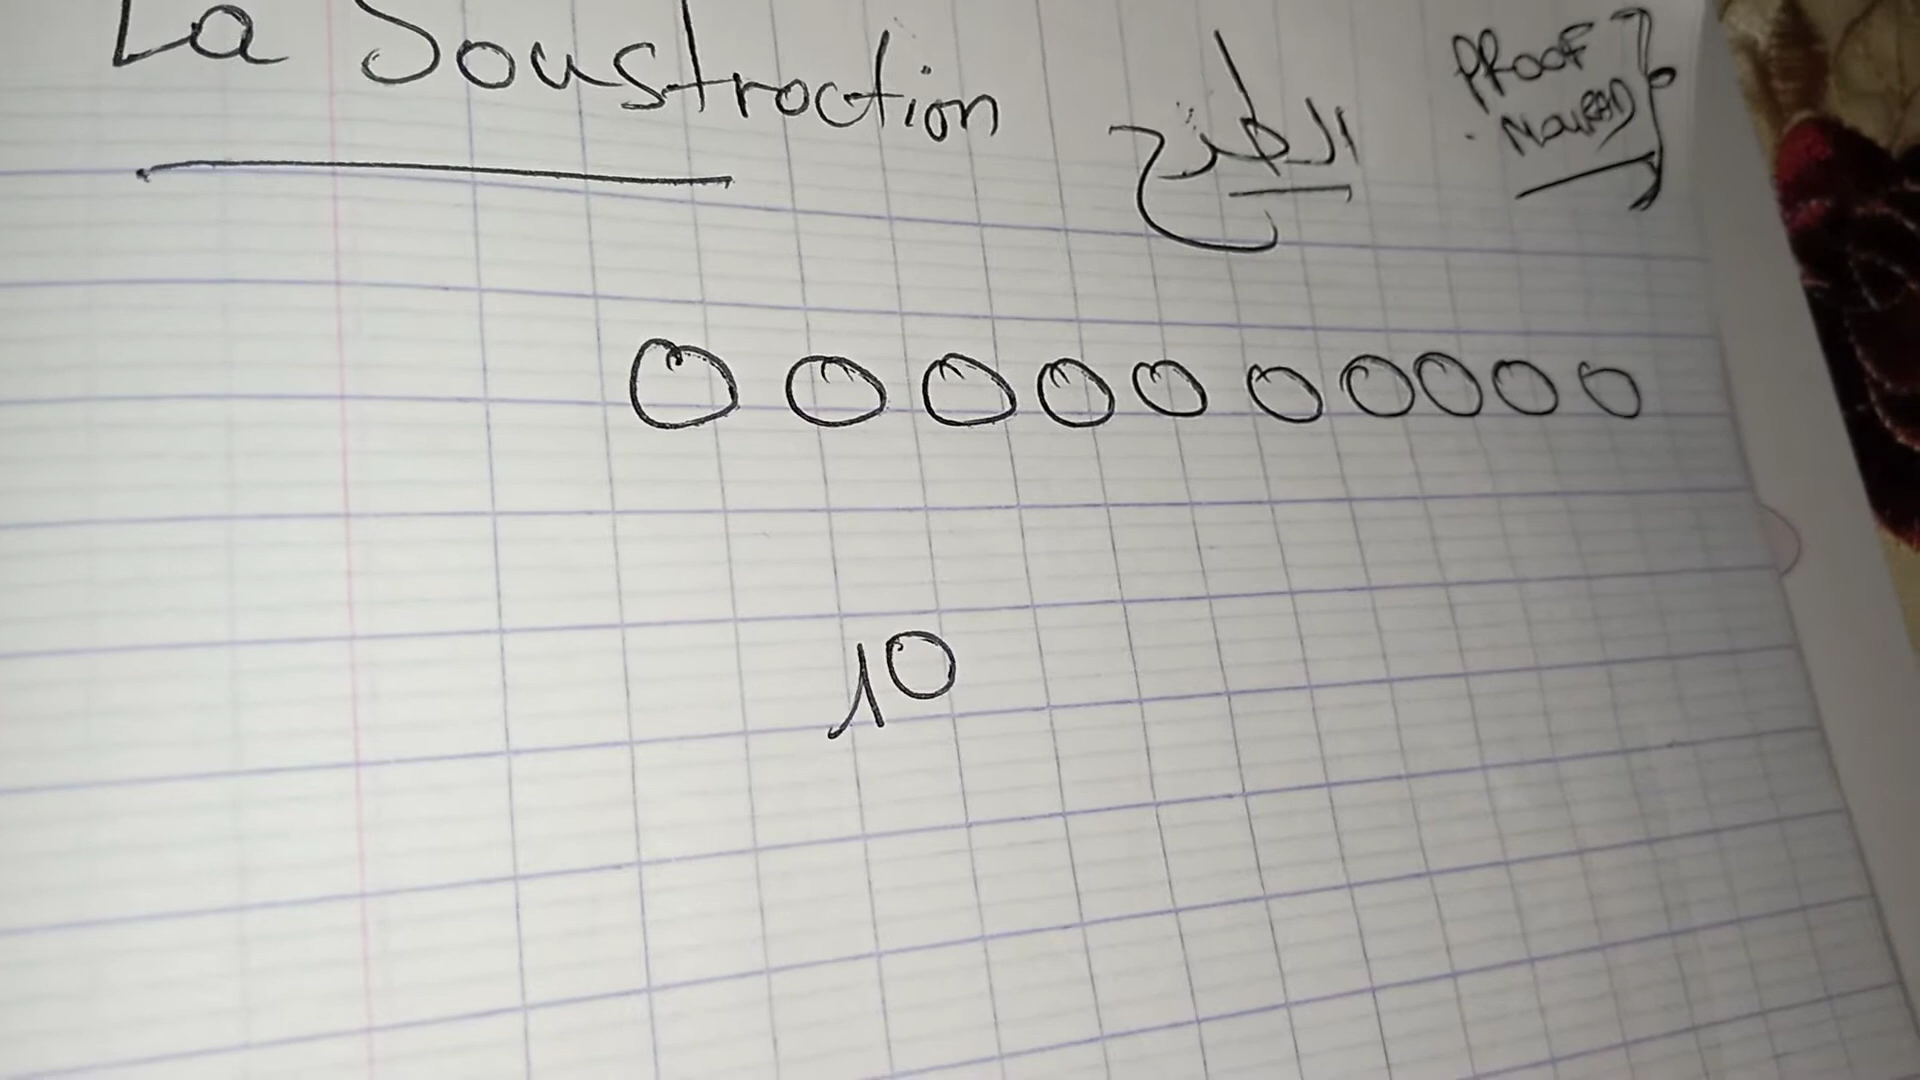 La Soustraction
الطرح
PROOF
MOURAD
O O O O O O O O O O
10